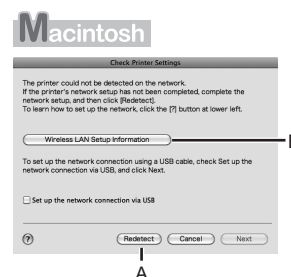 Macintosh
Check Printer Settings
The printer could not be detected on the network.
If the printer's network setup has not been completed, complete the
network setup, and then click [Redetect].
To learn how to set up the network, click the [?] button at lower left.
Wireless LAN Setup Information
To set up the network connection using a USB cable, check Set up the
network connection via USB, and click Next.
Set up the network connection via USB
? Redetect Cancel Next
A